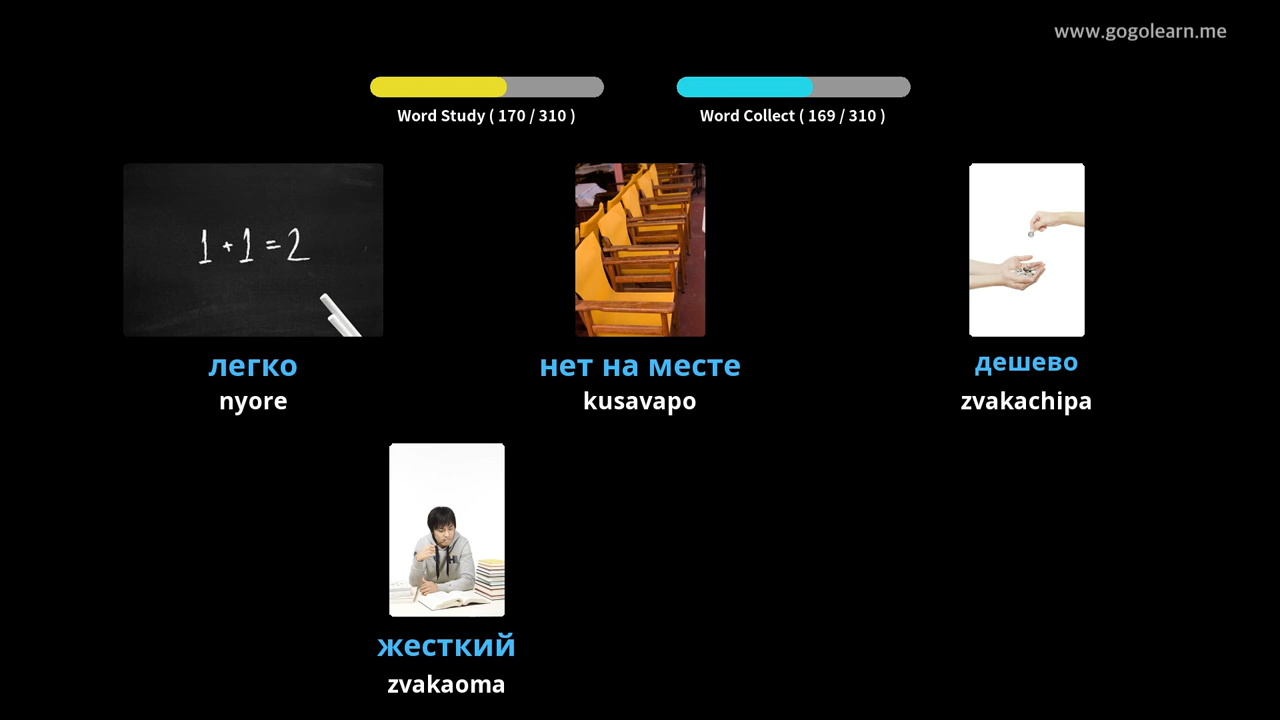 www.gogolearn.me
Word Study ( 170 / 310 )
Word Collect ( 169 / 310 )
1 + 1 = 2
легко
nyore
нет на месте
kusavapo
дешево
zvakachipa
жесткий
zvakaoma